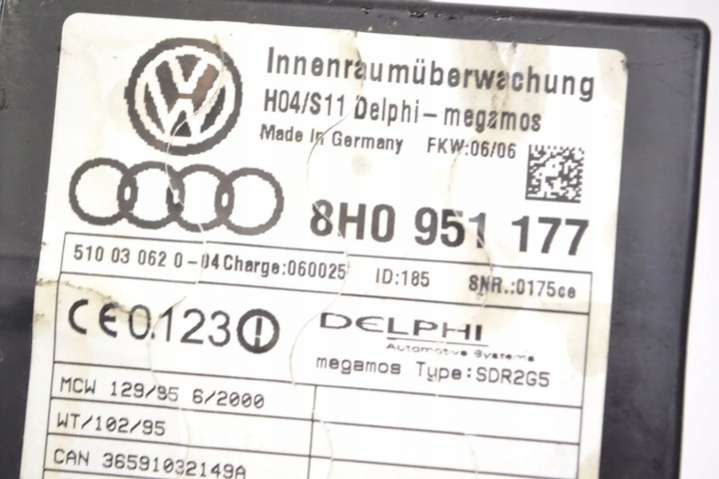 Innenraumüberwachung
H04/S11 Delphi-megamos
Made in Germany FKW:06/06
8H0 951 177
510 03 062 0-04 Charge:060025 ID:185 SNR.:0175ce
CE 0123
DELPHI
Automotive Systems
megamos Type:SDR2G5
MCW 129/95 6/2000
WT/102/95
CAN 36591032149A